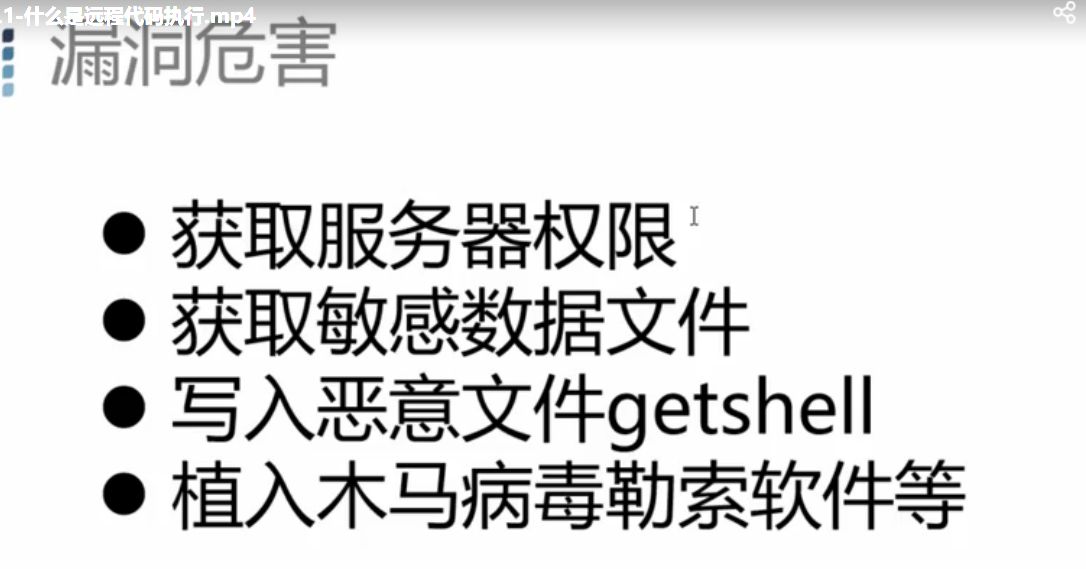 .1-什么是远程代码执行.mp4
漏洞危害
● 获取服务器权限
● 获取敏感数据文件
● 写入恶意文件getshell
● 植入木马病毒勒索软件等